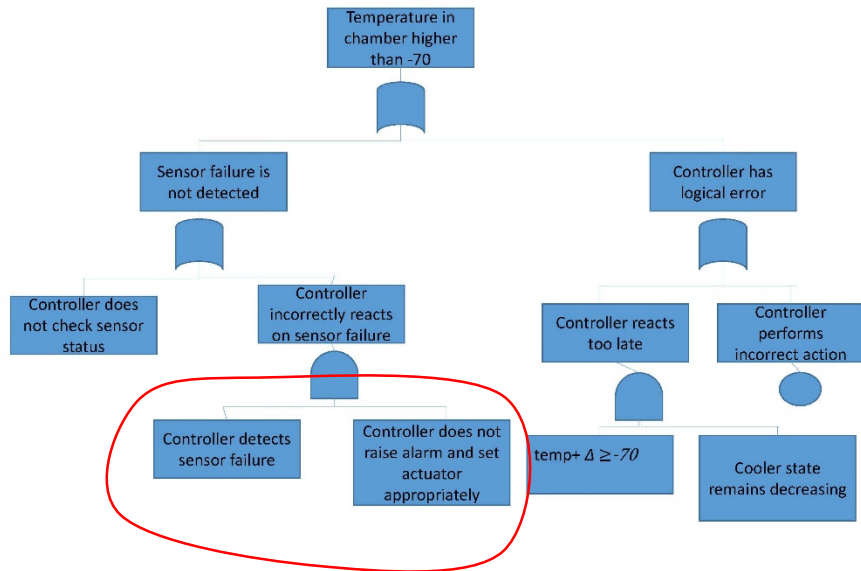 Temperature in
chamber higher
than -70
Sensor failure is
not detected
Controller has
logical error
Controller does
not check sensor
status
Controller
incorrectly reacts
on sensor failure
Controller reacts
too late
Controller
performs
incorrect action
Controller detects
sensor failure
Controller does not
raise alarm and set
actuator
appropriately
temp+ Δ ≥-70
Cooler state
remains decreasing